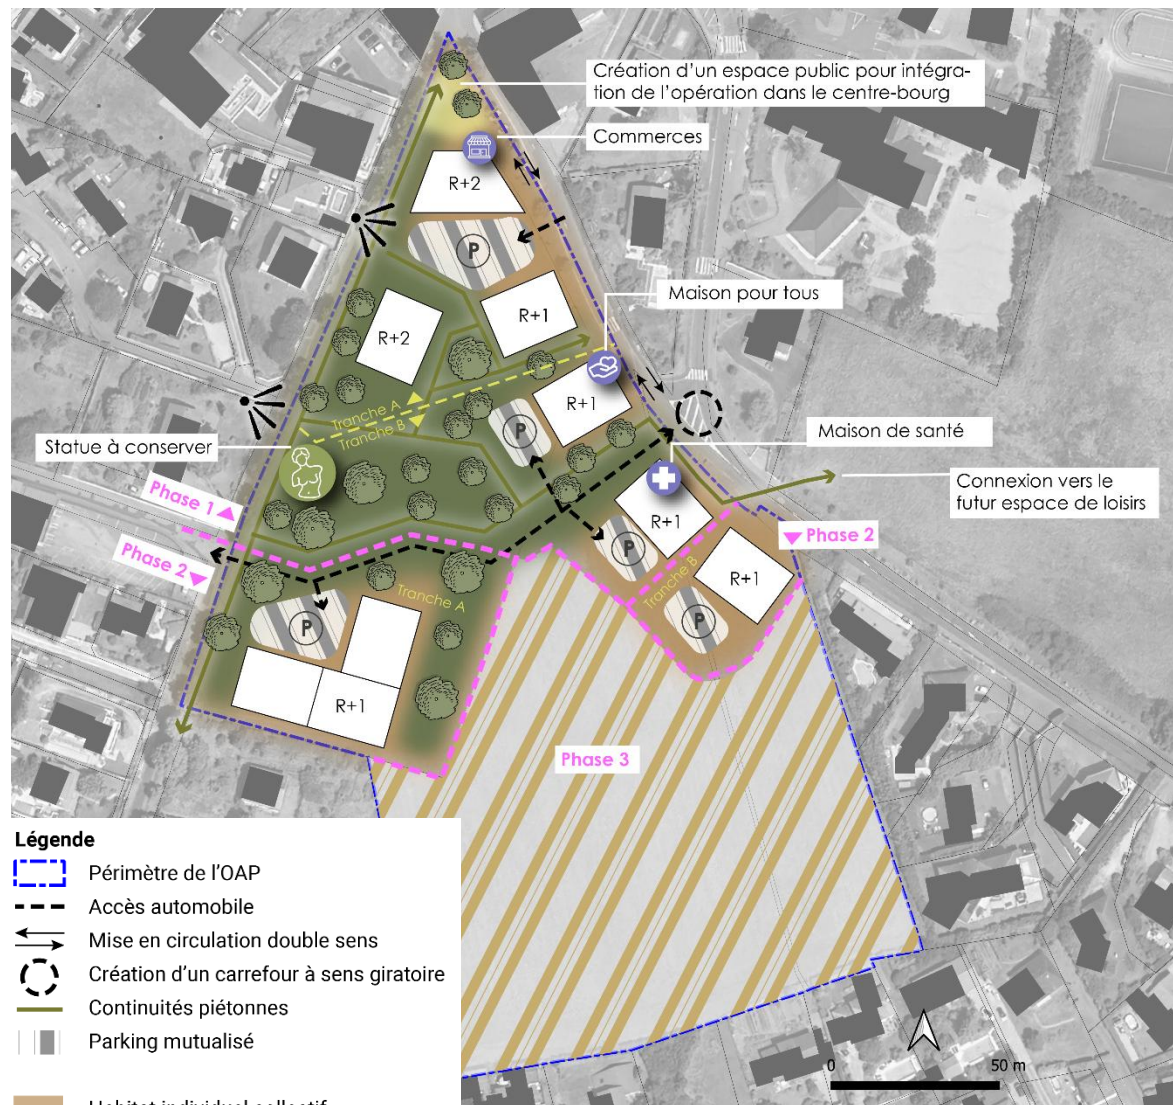 Création d'un espace public pour intégra-
tion de l'opération dans le centre-bourg
Commerces
R+2
P
Maison pour tous
R+1
R+2
R+1
Tranche A
Tranche B
P
Maison de santé
Statue à conserver
Connexion vers le
futur espace de loisirs
Phase 1
R+1
Phase 2
Phase 2
P
R+1
Tranche B
Tranche A
P
P
R+1
Phase 3
Légende
Périmètre de l'OAP
Accès automobile
Mise en circulation double sens
Création d'un carrefour à sens giratoire
Continuités piétonnes
Parking mutualisé
Habitat individuel collectif
0 50 m